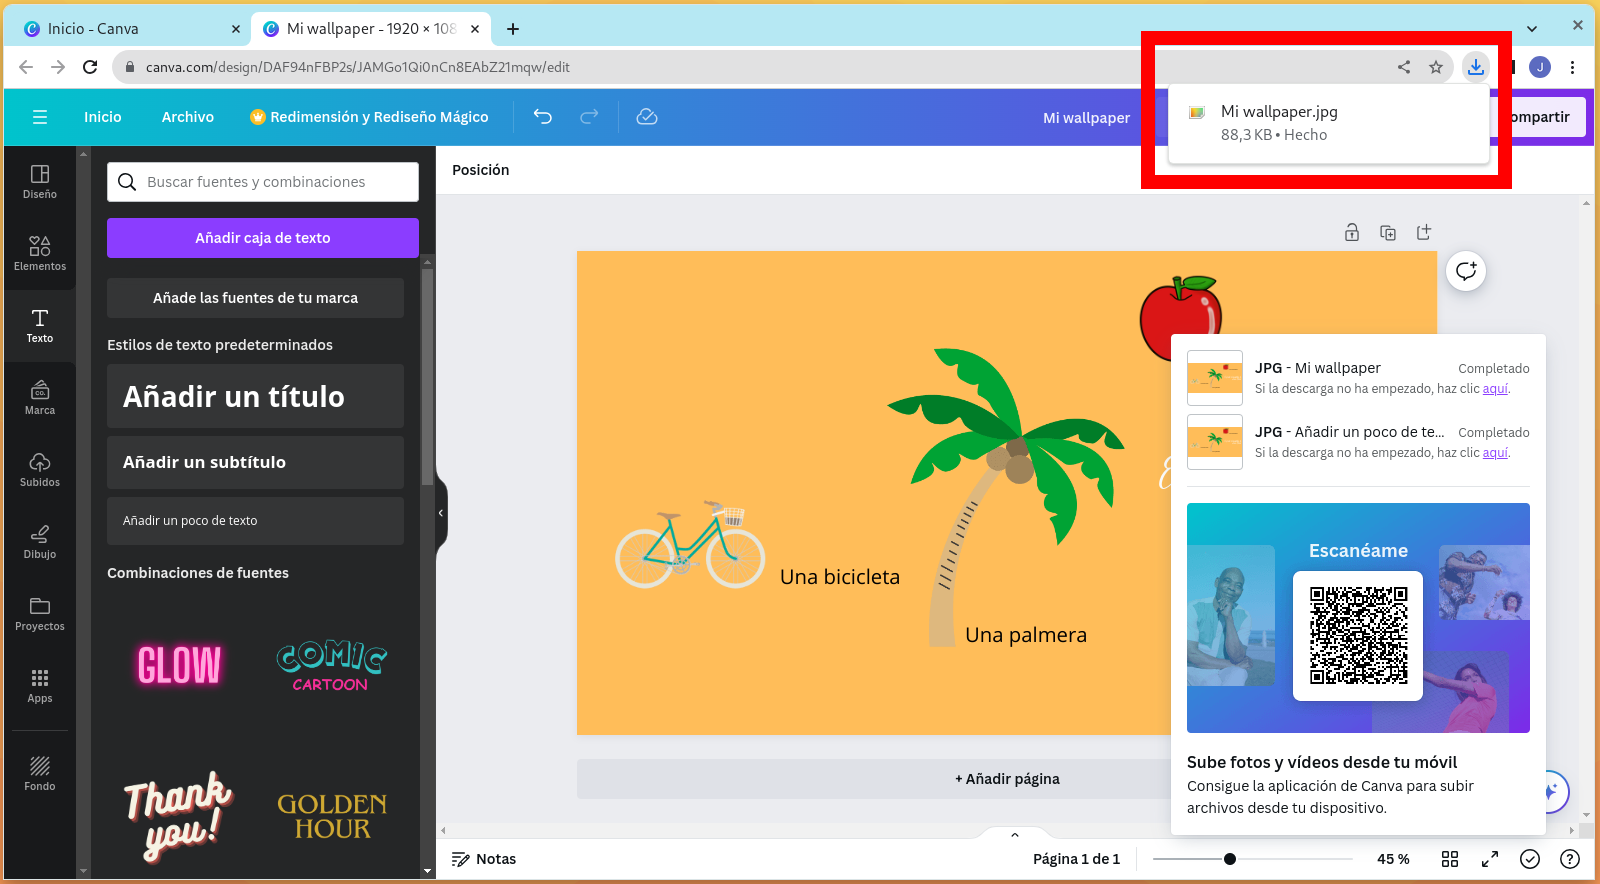 Inicio - Canva
Mi wallpaper - 1920 × 108
canva.com/design/DAF94nFBP2s/JAMGo1Qi0nCn8EAbZ21mqw/edit
J
Inicio
Archivo
Redimensión y Rediseño Mágico
Mi wallpaper
ompartir
Mi wallpaper.jpg
88,3 KB • Hecho
Diseño
Elementos
Texto
Marca
CO.
Subidos
Dibujo
Proyectos
Apps
Fondo
Buscar fuentes y combinaciones
Añadir caja de texto
Añade las fuentes de tu marca
Estilos de texto predeterminados
Añadir un título
Añadir un subtítulo
Añadir un poco de texto
Combinaciones de fuentes
GLOW
COMIC
CARTOON
Thank
you!
GOLDEN
HOUR
Posición
Una bicicleta
Una palmera
+ Añadir página
JPG - Mi wallpaper
Completado
Si la descarga no ha empezado, haz clic aquí.
JPG - Añadir un poco de te...
Completado
Si la descarga no ha empezado, haz clic aquí.
Escanéame
Sube fotos y vídeos desde tu móvil
Consigue la aplicación de Canva para subir
archivos desde tu dispositivo.
Notas
Página 1 de 1
45 %